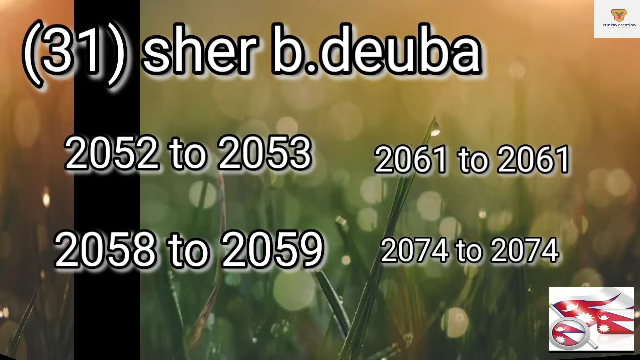 (31) sher b.deuba
2052 to 2053
2061 to 2061
2058 to 2059
2074 to 2074